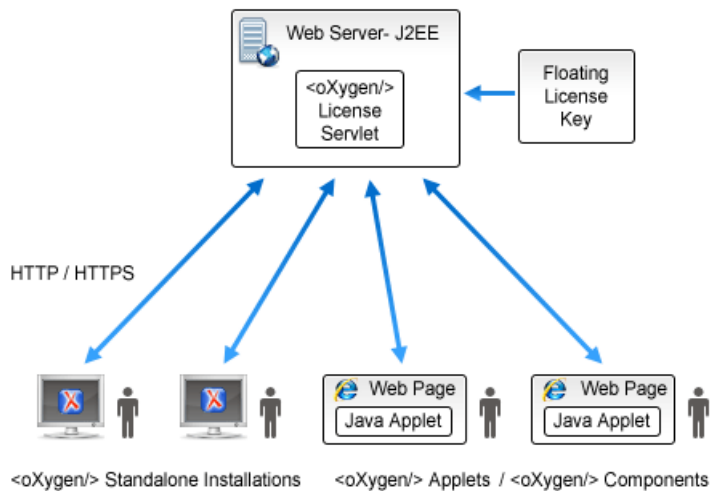 Web Server- J2EE
<oXygen/>
License
Servlet
Floating
License
Key
HTTP / HTTPS
X
X
Web Page
Java Applet
Web Page
Java Applet
<oXygen/> Standalone Installations
<oXygen/> Applets / <oXygen/> Components